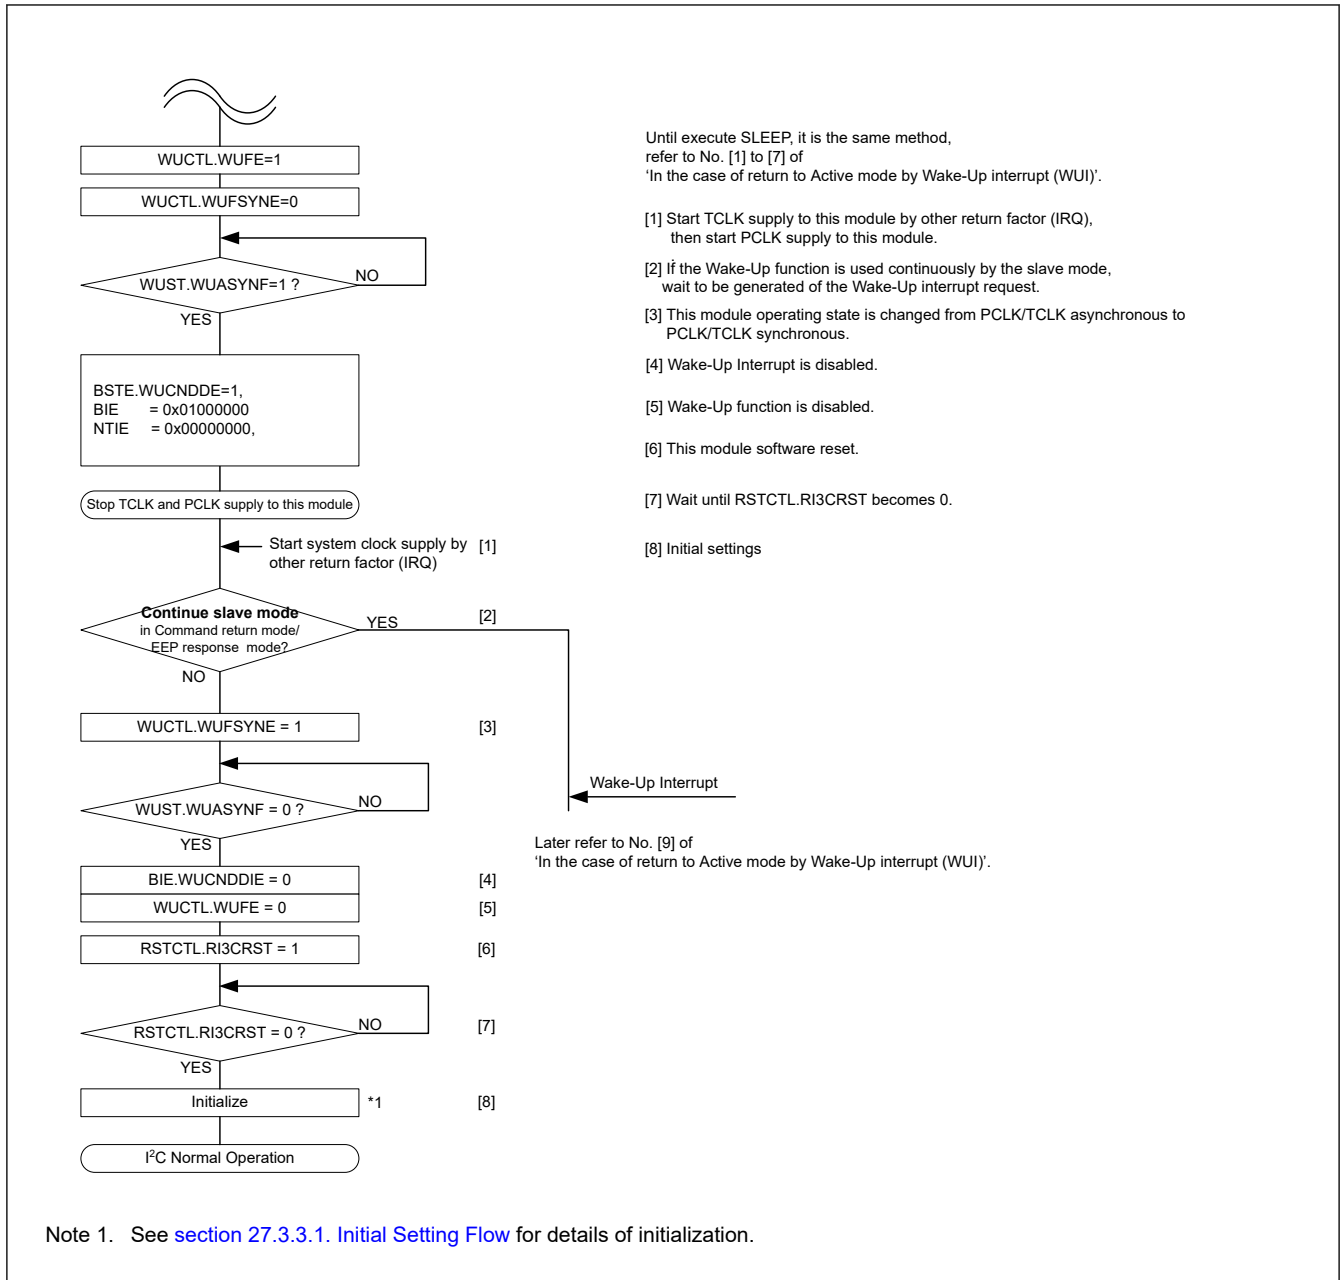 WUCTL.WUFE=1
WUCTL.WUFSYNE=0
WUST.WUASYNF=1 ?
NO
YES
BSTE.WUCNDDE=1,
BIE = 0x01000000
NTIE = 0x00000000,
Stop TCLK and PCLK supply to this module
Start system clock supply by [1]
other return factor (IRQ)
Continue slave mode
in Command return mode/
EEP response mode?
YES
[2]
NO
WUCTL.WUFSYNE = 1
[3]
WUST.WUASYNF = 0 ?
NO
YES
BIE.WUCNDDIE = 0
[4]
WUCTL.WUFE = 0
[5]
RSTCTL.RI3CRST = 1
[6]
RSTCTL.RI3CRST = 0 ?
NO
[7]
YES
Initialize
*1
[8]
I²C Normal Operation
Until execute SLEEP, it is the same method,
refer to No. [1] to [7] of
‘In the case of return to Active mode by Wake-Up interrupt (WUI)’.
[1] Start TCLK supply to this module by other return factor (IRQ),
then start PCLK supply to this module.
[2] If the Wake-Up function is used continuously by the slave mode,
wait to be generated of the Wake-Up interrupt request.
[3] This module operating state is changed from PCLK/TCLK asynchronous to
PCLK/TCLK synchronous.
[4] Wake-Up Interrupt is disabled.
[5] Wake-Up function is disabled.
[6] This module software reset.
[7] Wait until RSTCTL.RI3CRST becomes 0.
[8] Initial settings
Wake-Up Interrupt
Later refer to No. [9] of
‘In the case of return to Active mode by Wake-Up interrupt (WUI)’.
Note 1. See section 27.3.3.1. Initial Setting Flow for details of initialization.